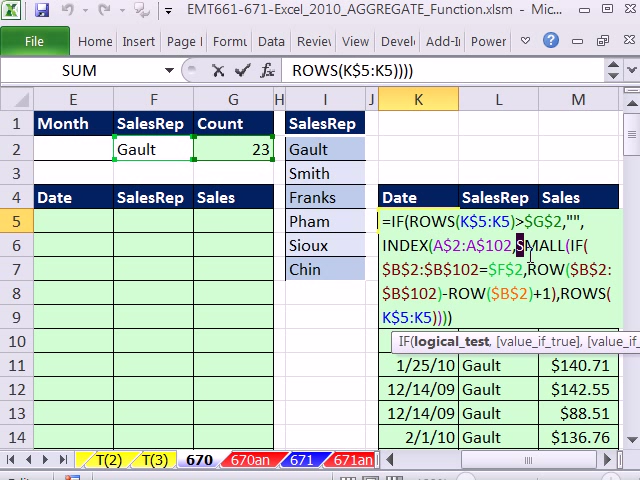 EMT661-671-Excel_2010_AGGREGATE_Function.xlsm - Mic...
File Home Insert Page Form Data Revie View Devel Add-I Power
SUM fx ROWS(K$5:K5))))
E F G H I J K L M
1 Month SalesRep Count SalesRep
2 Gault 23 Gault
3 Smith
4 Date SalesRep Sales Franks Date SalesRep Sales
5 Pham =IF(ROWS(K$5:K5)>$G$2,"",
6 Sioux INDEX(A$2:A$102,SMALL(IF(
7 Chin $B$2:$B$102=$F$2,ROW($B$2:
8 $B$102)-ROW($B$2)+1),ROWS(
9 K$5:K5))))
10 IF(logical_test, [value_if_true], [value_if_
11 1/25/10 Gault $140.71
12 12/14/09 Gault $142.55
13 12/14/09 Gault $88.51
14 2/1/10 Gault $136.76
T(2) T(3) 670 670an 671 671an